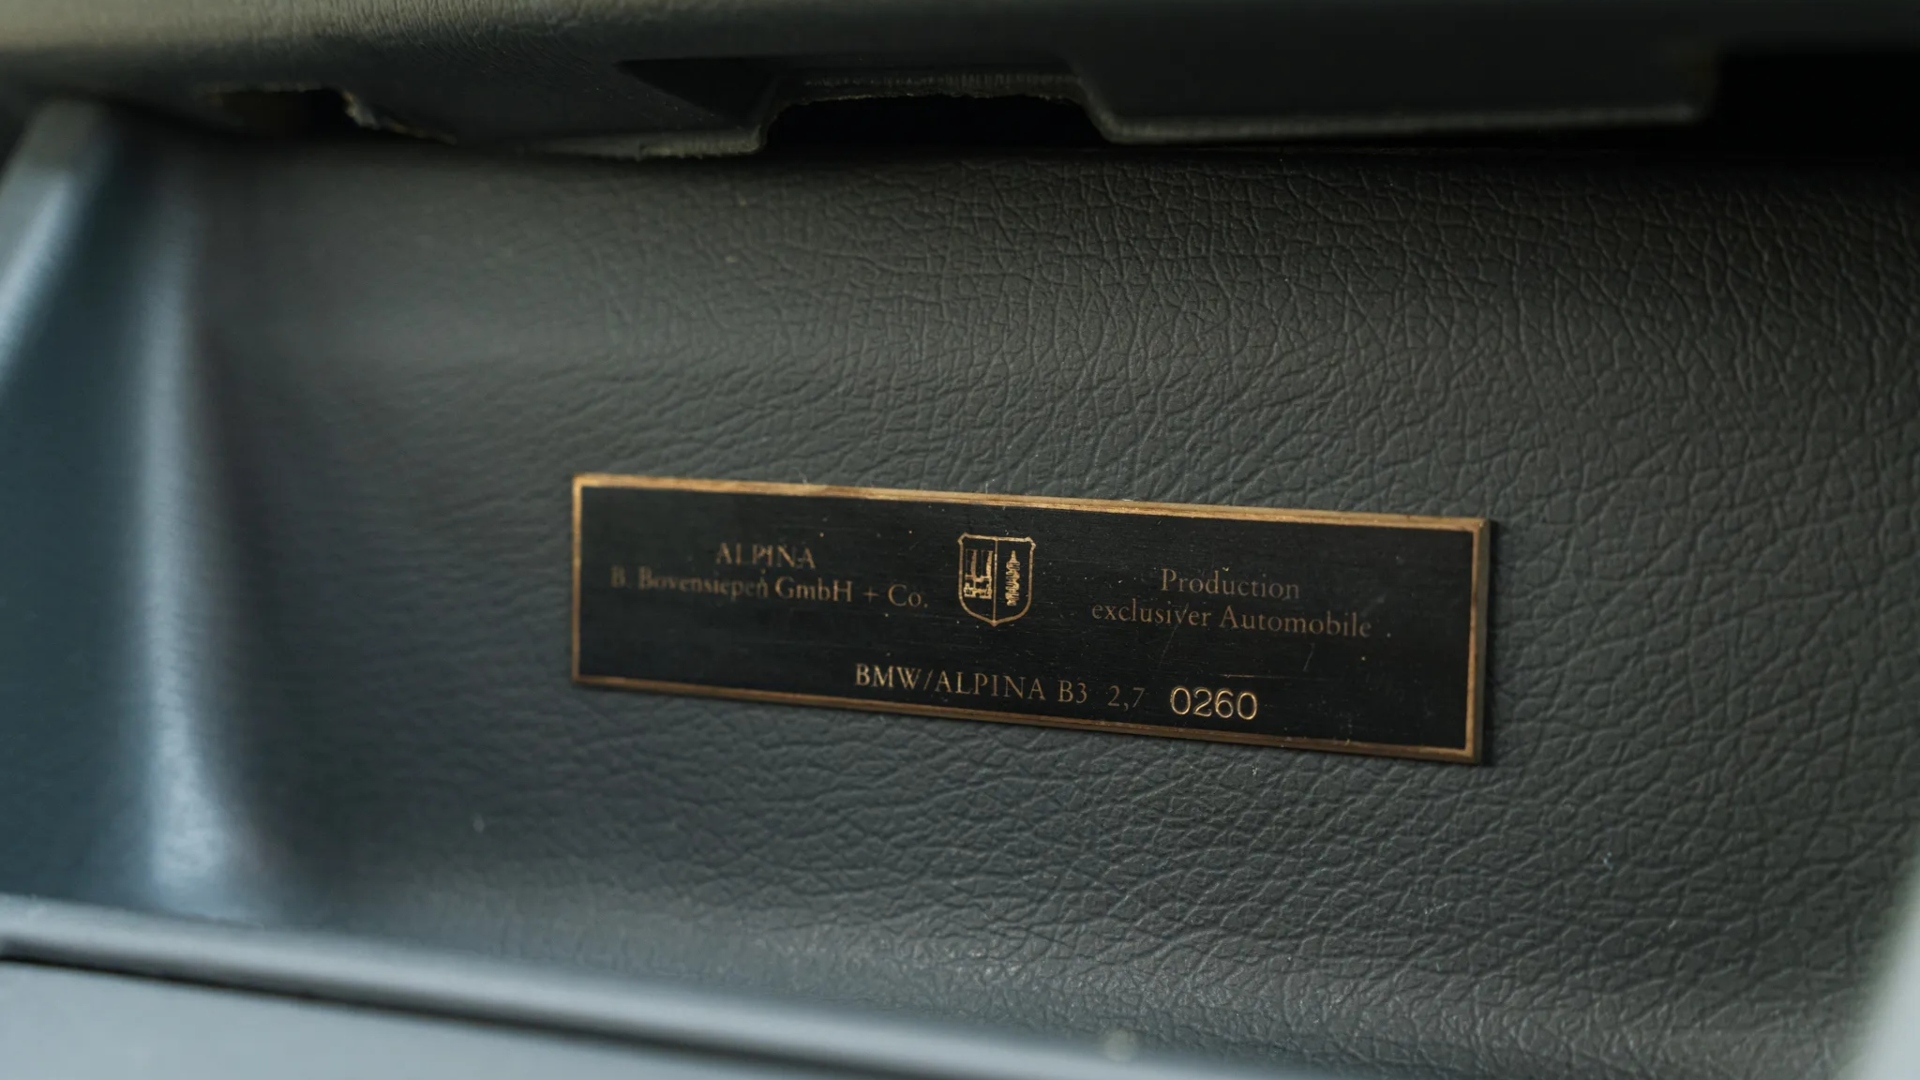 ALPINA
B. Bovensiepen GmbH + Co.
Production
exclusiver Automobile
BMW/ALPINA B3 2,7 0260